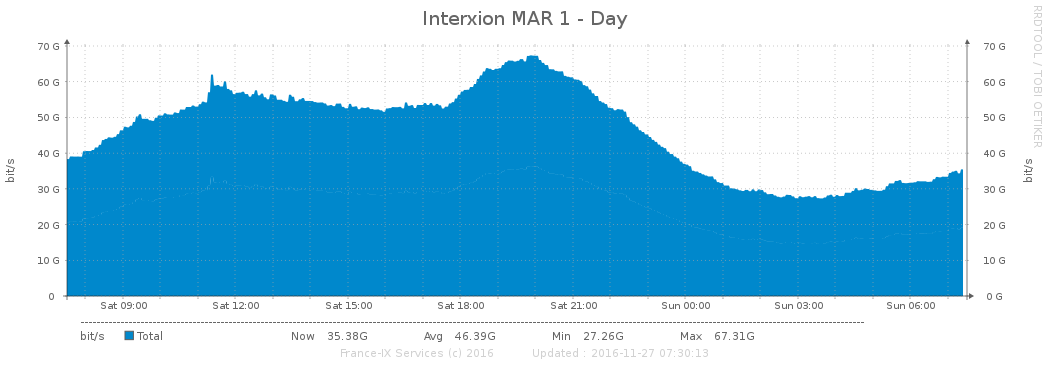 Interxion MAR 1 - Day
RRDTOOL / TOBI OETIKER
bit/s
70 G 70 G
60 G 60 G
50 G 50 G
40 G 40 G
30 G 30 G
20 G 20 G
10 G 10 G
0 0 G
bit/s
Sat 09:00 Sat 12:00 Sat 15:00 Sat 18:00 Sat 21:00 Sun 00:00 Sun 03:00 Sun 06:00
bit/s Total Now 35.38G Avg 46.39G Min 27.26G Max 67.31G
France-IX Services (c) 2016 Updated : 2016-11-27 07:30:13